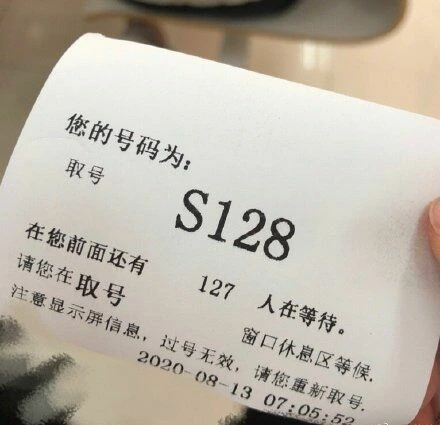 您的号码为:
取号 S128
在您前面还有 127 人在等待。
请您在取号 窗口休息区等候.
注意显示屏信息, 过号无效, 请您重新取号.
2020-08-13 07:05:52